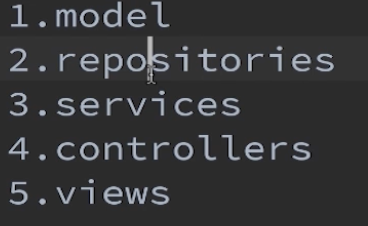 1.model
2.repositories
3.services
4.controllers
5.views